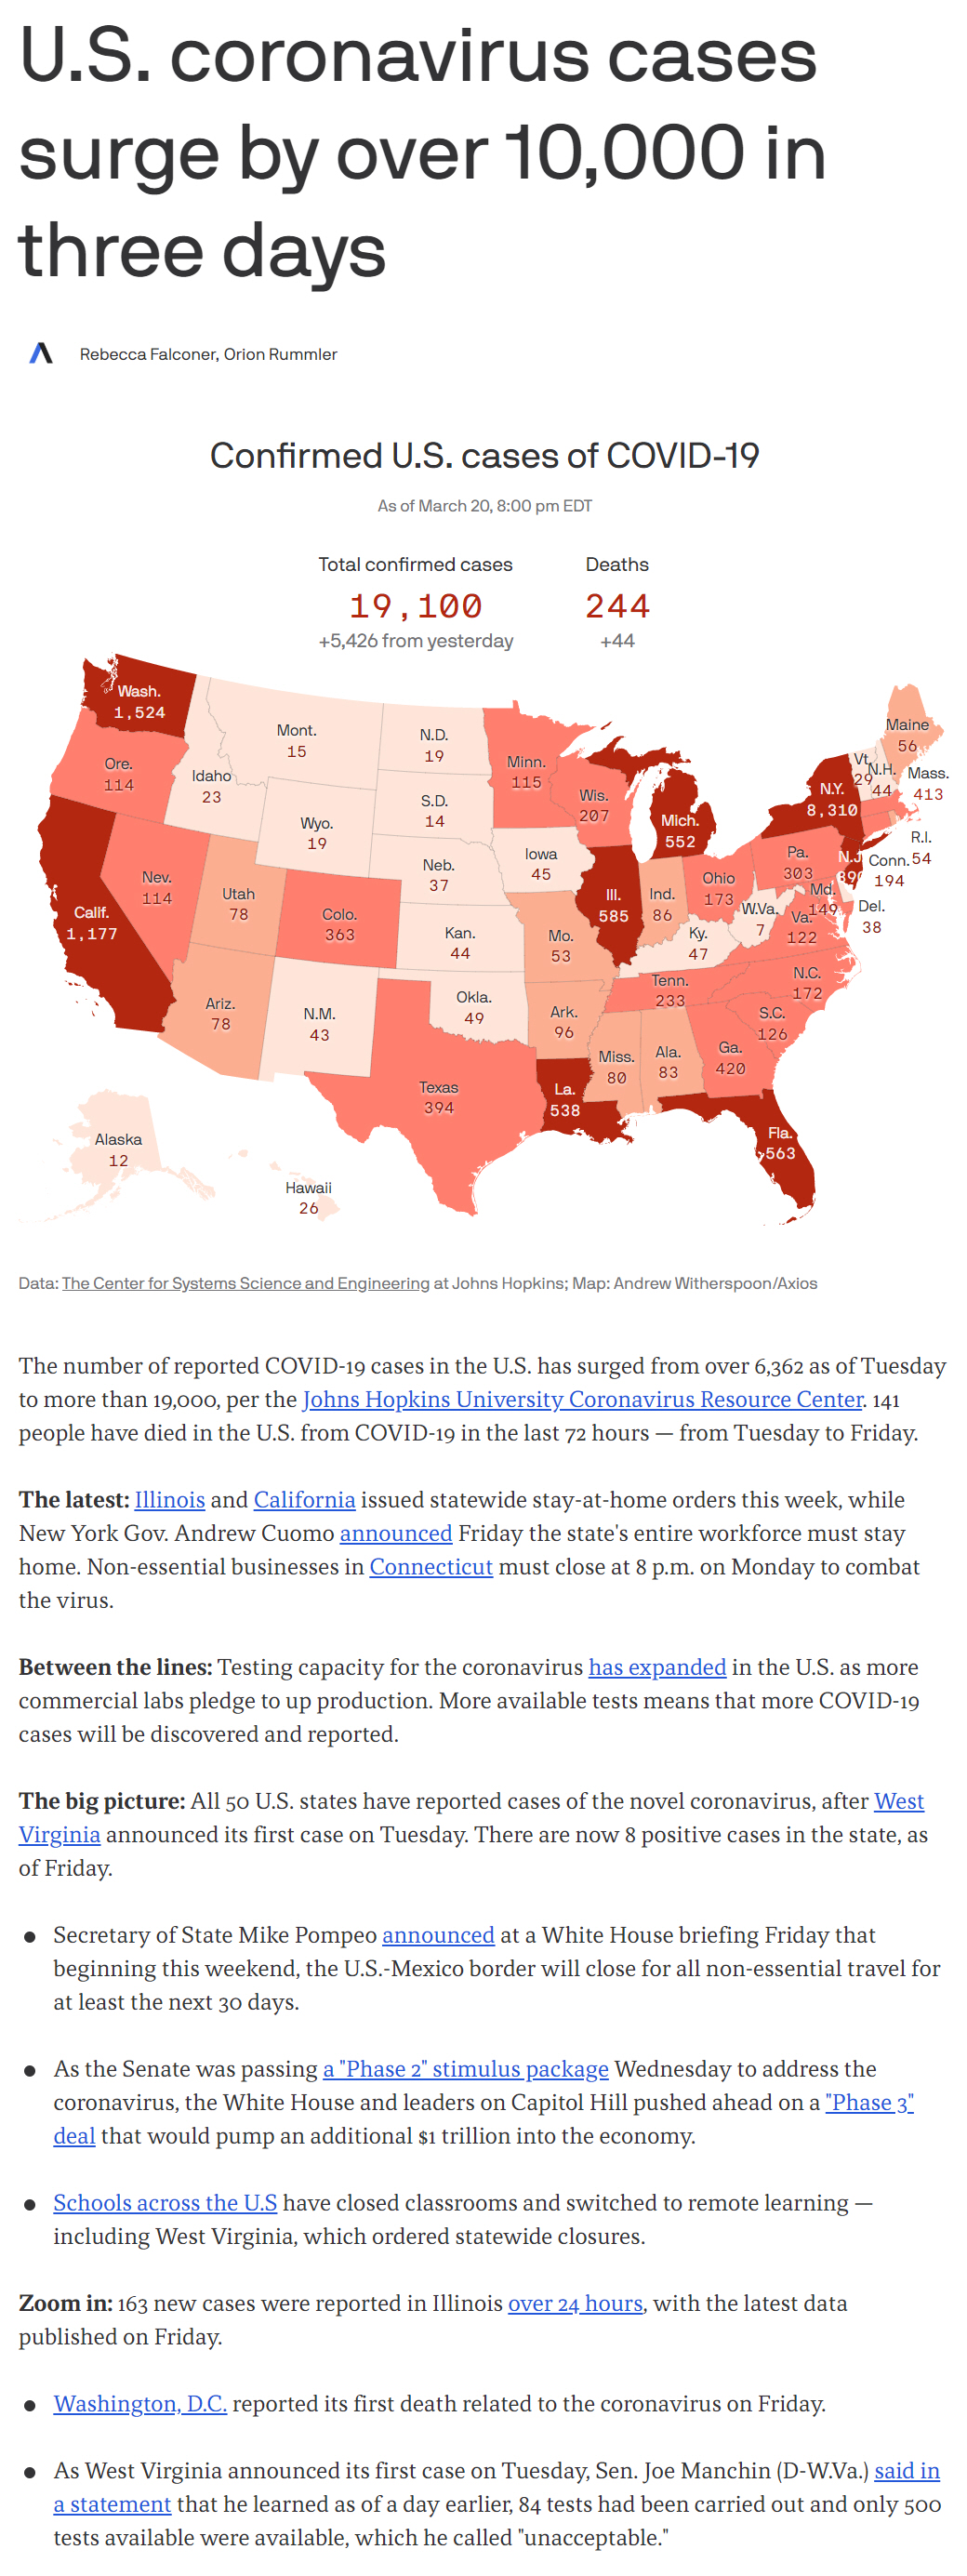 U.S. coronavirus cases
surge by over 10,000 in
three days
Rebecca Falconer, Orion Rummler
Confirmed U.S. cases of COVID-19
As of March 20, 8:00 pm EDT
Total confirmed cases
19,100
+5,426 from yesterday
Deaths
244
+44
Wash.
1,524
Ore.
114
Idaho
23
Mont.
15
N.D.
19
S.D.
14
Wyo.
19
Neb.
37
Minn.
115
Wis.
207
Mich.
552
Iowa
45
Maine
56
Vt.
29
N.H.
44
Mass.
413
N.Y.
8,310
R.I.
54
Conn.
194
N.J.
Pa.
303
Md.
149
Del.
38
Calif.
1,177
Nev.
114
Utah
78
Colo.
363
Kan.
44
Mo.
53
Ill.
585
Ind.
86
Ohio
173
W.Va.
7
Va.
122
Ky.
47
Tenn.
233
N.C.
172
S.C.
126
Ariz.
78
N.M.
43
Okla.
49
Ark.
96
Miss.
80
Ala.
83
Ga.
420
Texas
394
La.
538
Fla.
563
Alaska
12
Hawaii
26
Data: The Center for Systems Science and Engineering at Johns Hopkins; Map: Andrew Witherspoon/Axios
The number of reported COVID-19 cases in the U.S. has surged from over 6,362 as of Tuesday
to more than 19,000, per the Johns Hopkins University Coronavirus Resource Center. 141
people have died in the U.S. from COVID-19 in the last 72 hours — from Tuesday to Friday.
The latest: Illinois and California issued statewide stay-at-home orders this week, while
New York Gov. Andrew Cuomo announced Friday the state's entire workforce must stay
home. Non-essential businesses in Connecticut must close at 8 p.m. on Monday to combat
the virus.
Between the lines: Testing capacity for the coronavirus has expanded in the U.S. as more
commercial labs pledge to up production. More available tests means that more COVID-19
cases will be discovered and reported.
The big picture: All 50 U.S. states have reported cases of the novel coronavirus, after West
Virginia announced its first case on Tuesday. There are now 8 positive cases in the state, as
of Friday.
● Secretary of State Mike Pompeo announced at a White House briefing Friday that
beginning this weekend, the U.S.-Mexico border will close for all non-essential travel for
at least the next 30 days.
● As the Senate was passing a "Phase 2" stimulus package Wednesday to address the
coronavirus, the White House and leaders on Capitol Hill pushed ahead on a "Phase 3"
deal that would pump an additional $1 trillion into the economy.
● Schools across the U.S have closed classrooms and switched to remote learning —
including West Virginia, which ordered statewide closures.
Zoom in: 163 new cases were reported in Illinois over 24 hours, with the latest data
published on Friday.
● Washington, D.C. reported its first death related to the coronavirus on Friday.
● As West Virginia announced its first case on Tuesday, Sen. Joe Manchin (D-W.Va.) said in
a statement that he learned as of a day earlier, 84 tests had been carried out and only 500
tests available were available, which he called "unacceptable."